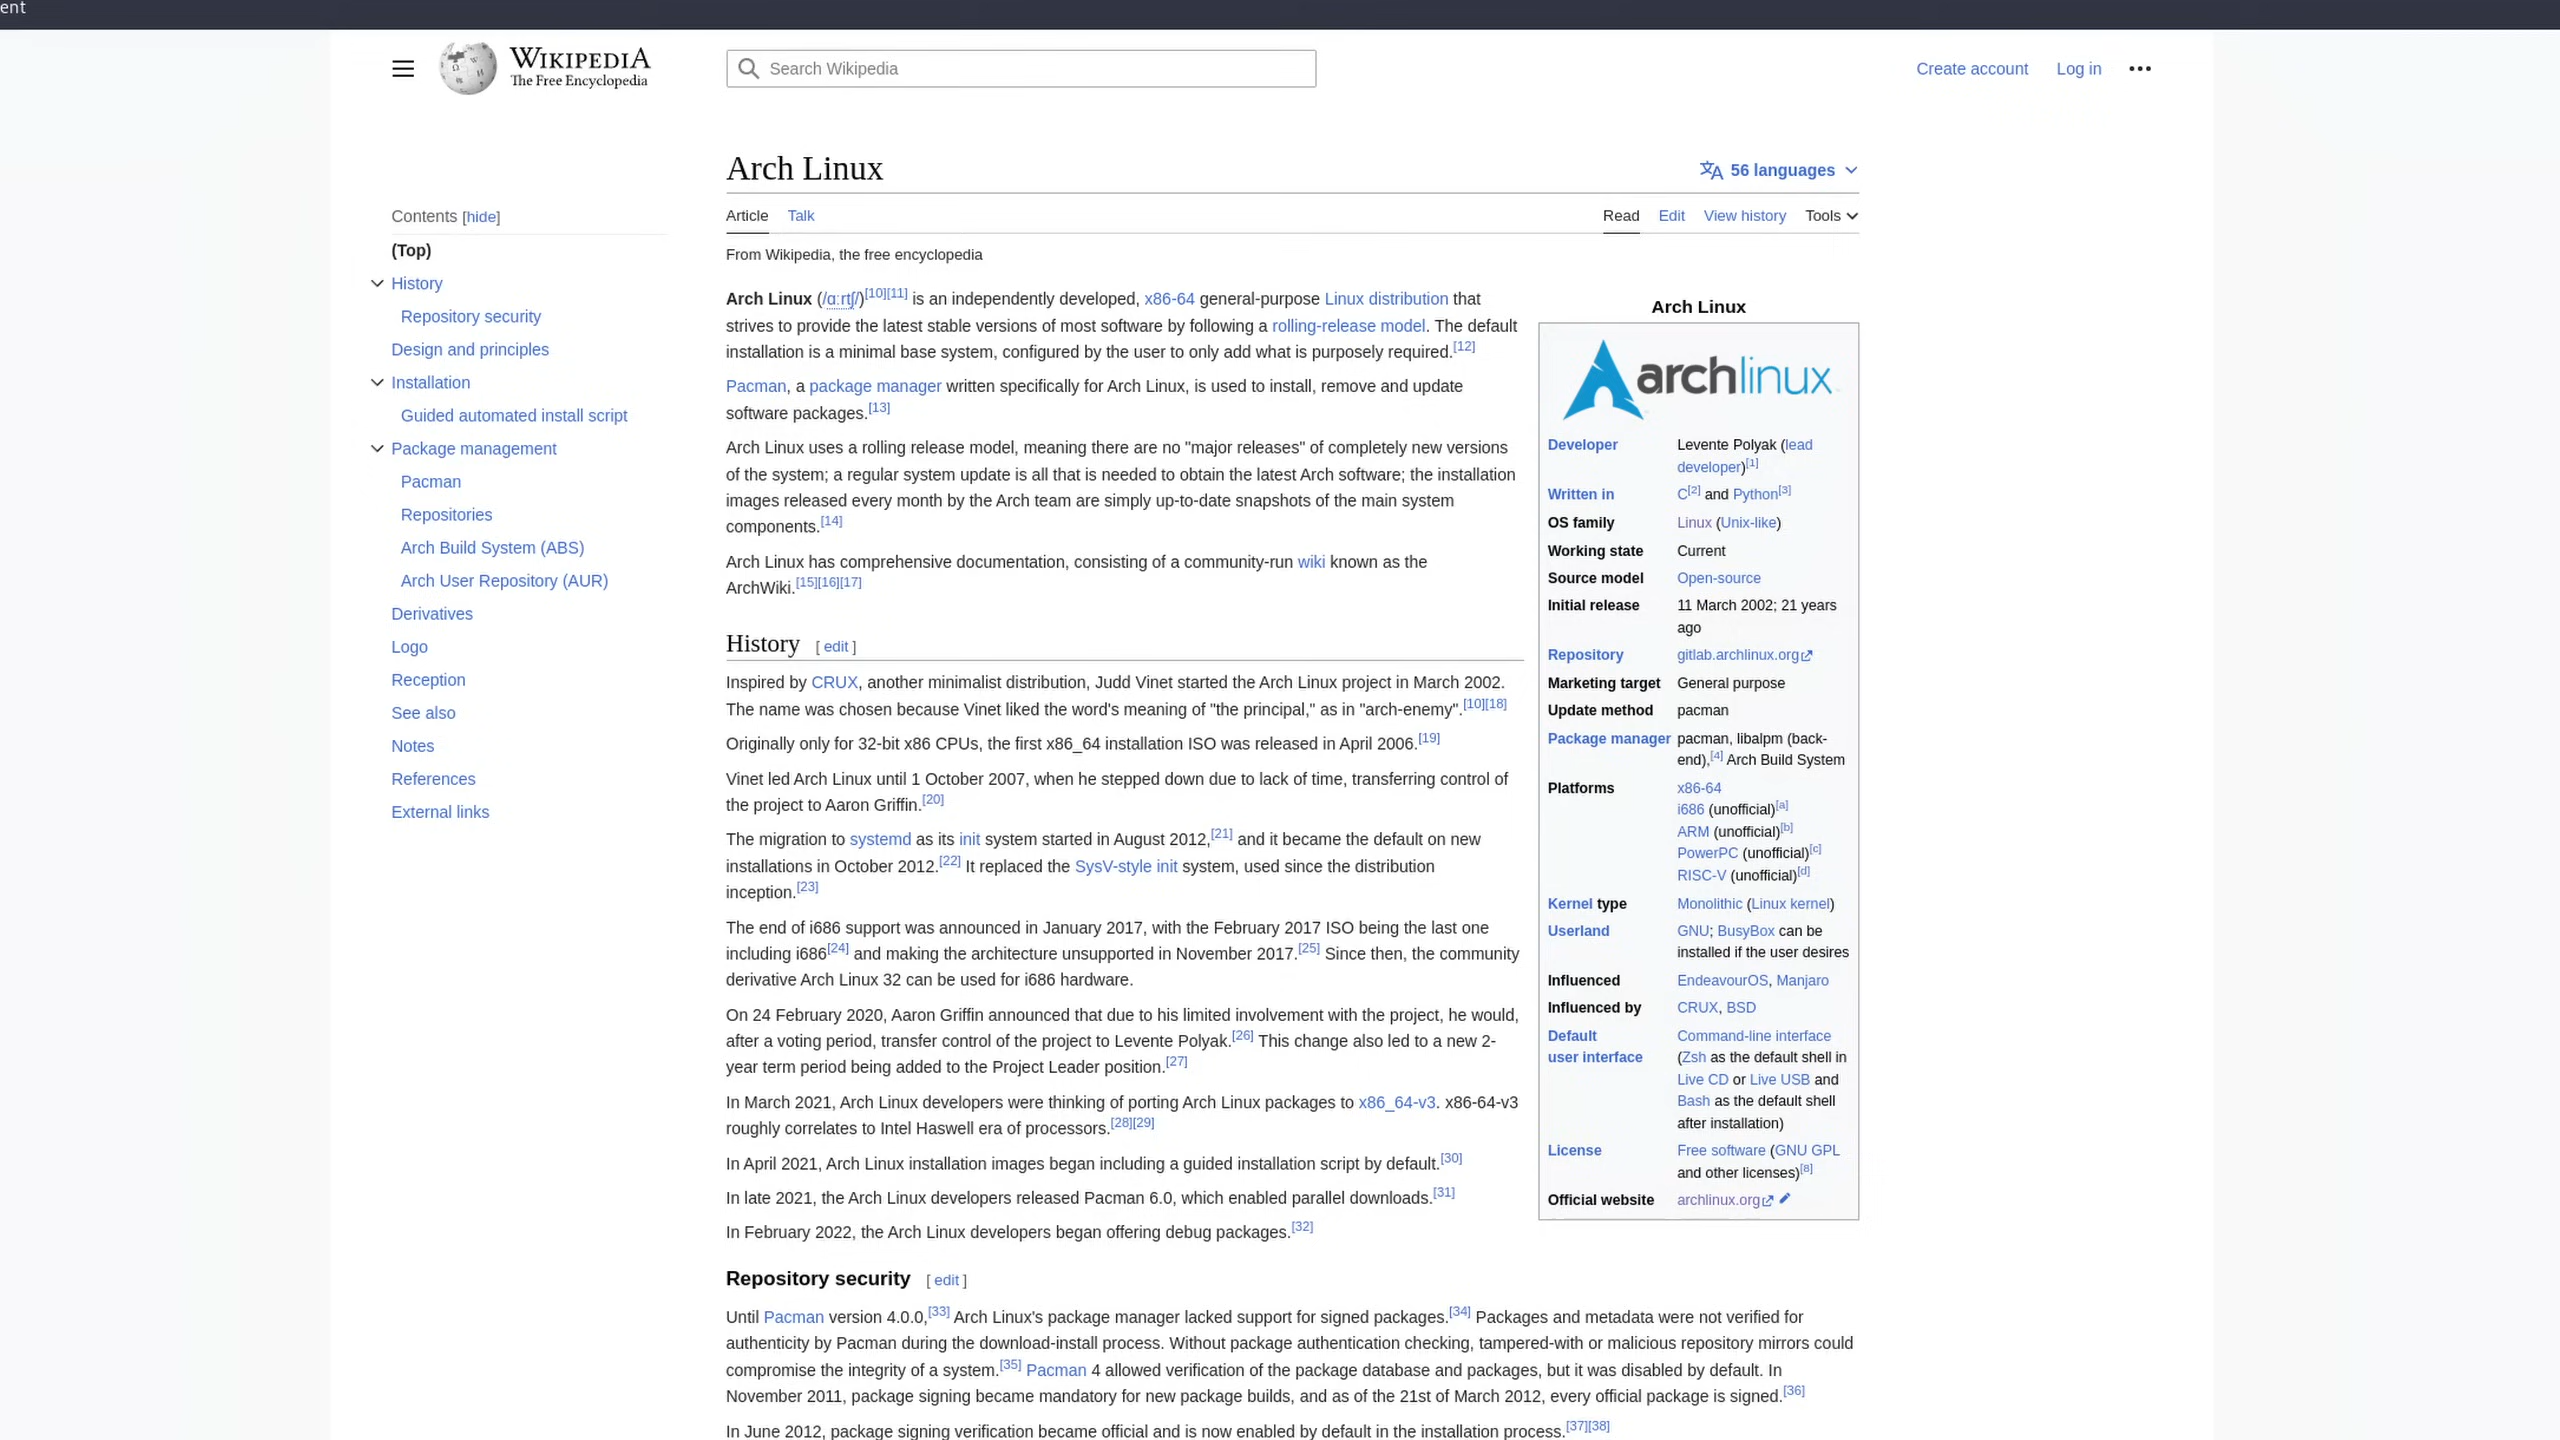 ent
WIKIPEDIA
The Free Encyclopedia
Search Wikipedia
Create account
Log in
Arch Linux
56 languages
Contents [hide]
(Top)
History
Repository security
Design and principles
Installation
Guided automated install script
Package management
Pacman
Repositories
Arch Build System (ABS)
Arch User Repository (AUR)
Derivatives
Logo
Reception
See also
Notes
References
External links
Article Talk
Read Edit View history Tools
From Wikipedia, the free encyclopedia
Arch Linux (/ɑːrtʃ/)[10][11] is an independently developed, x86-64 general-purpose Linux distribution that
strives to provide the latest stable versions of most software by following a rolling-release model. The default
installation is a minimal base system, configured by the user to only add what is purposely required.[12]
Pacman, a package manager written specifically for Arch Linux, is used to install, remove and update
software packages.[13]
Arch Linux uses a rolling release model, meaning there are no "major releases" of completely new versions
of the system; a regular system update is all that is needed to obtain the latest Arch software; the installation
images released every month by the Arch team are simply up-to-date snapshots of the main system
components.[14]
Arch Linux has comprehensive documentation, consisting of a community-run wiki known as the
ArchWiki.[15][16][17]
History [ edit ]
Inspired by CRUX, another minimalist distribution, Judd Vinet started the Arch Linux project in March 2002.
The name was chosen because Vinet liked the word's meaning of "the principal," as in "arch-enemy".[10][18]
Originally only for 32-bit x86 CPUs, the first x86_64 installation ISO was released in April 2006.[19]
Vinet led Arch Linux until 1 October 2007, when he stepped down due to lack of time, transferring control of
the project to Aaron Griffin.[20]
The migration to systemd as its init system started in August 2012,[21] and it became the default on new
installations in October 2012.[22] It replaced the SysV-style init system, used since the distribution
inception.[23]
The end of i686 support was announced in January 2017, with the February 2017 ISO being the last one
including i686[24] and making the architecture unsupported in November 2017.[25] Since then, the community
derivative Arch Linux 32 can be used for i686 hardware.
On 24 February 2020, Aaron Griffin announced that due to his limited involvement with the project, he would,
after a voting period, transfer control of the project to Levente Polyak.[26] This change also led to a new 2-
year term period being added to the Project Leader position.[27]
In March 2021, Arch Linux developers were thinking of porting Arch Linux packages to x86_64-v3. x86-64-v3
roughly correlates to Intel Haswell era of processors.[28][29]
In April 2021, Arch Linux installation images began including a guided installation script by default.[30]
In late 2021, the Arch Linux developers released Pacman 6.0, which enabled parallel downloads.[31]
In February 2022, the Arch Linux developers began offering debug packages.[32]
Repository security [ edit ]
Until Pacman version 4.0.0,[33] Arch Linux's package manager lacked support for signed packages.[34] Packages and metadata were not verified for
authenticity by Pacman during the download-install process. Without package authentication checking, tampered-with or malicious repository mirrors could
compromise the integrity of a system.[35] Pacman 4 allowed verification of the package database and packages, but it was disabled by default. In
November 2011, package signing became mandatory for new package builds, and as of the 21st of March 2012, every official package is signed.[36]
In June 2012, package signing verification became official and is now enabled by default in the installation process.[37][38]
Arch Linux
archlinux
Developer Levente Polyak (lead
developer)[1]
Written in C[2] and Python[3]
OS family Linux (Unix-like)
Working state Current
Source model Open-source
Initial release 11 March 2002; 21 years
ago
Repository gitlab.archlinux.org
Marketing target General purpose
Update method pacman
Package manager pacman, libalpm (back-
end),[4] Arch Build System
Platforms x86-64
i686 (unofficial)[a]
ARM (unofficial)[b]
PowerPC (unofficial)[c]
RISC-V (unofficial)[d]
Kernel type Monolithic (Linux kernel)
Userland GNU; BusyBox can be
installed if the user desires
Influenced EndeavourOS, Manjaro
Influenced by CRUX, BSD
Default Command-line interface
user interface (Zsh as the default shell in
Live CD or Live USB and
Bash as the default shell
after installation)
License Free software (GNU GPL
and other licenses)[8]
Official website archlinux.org